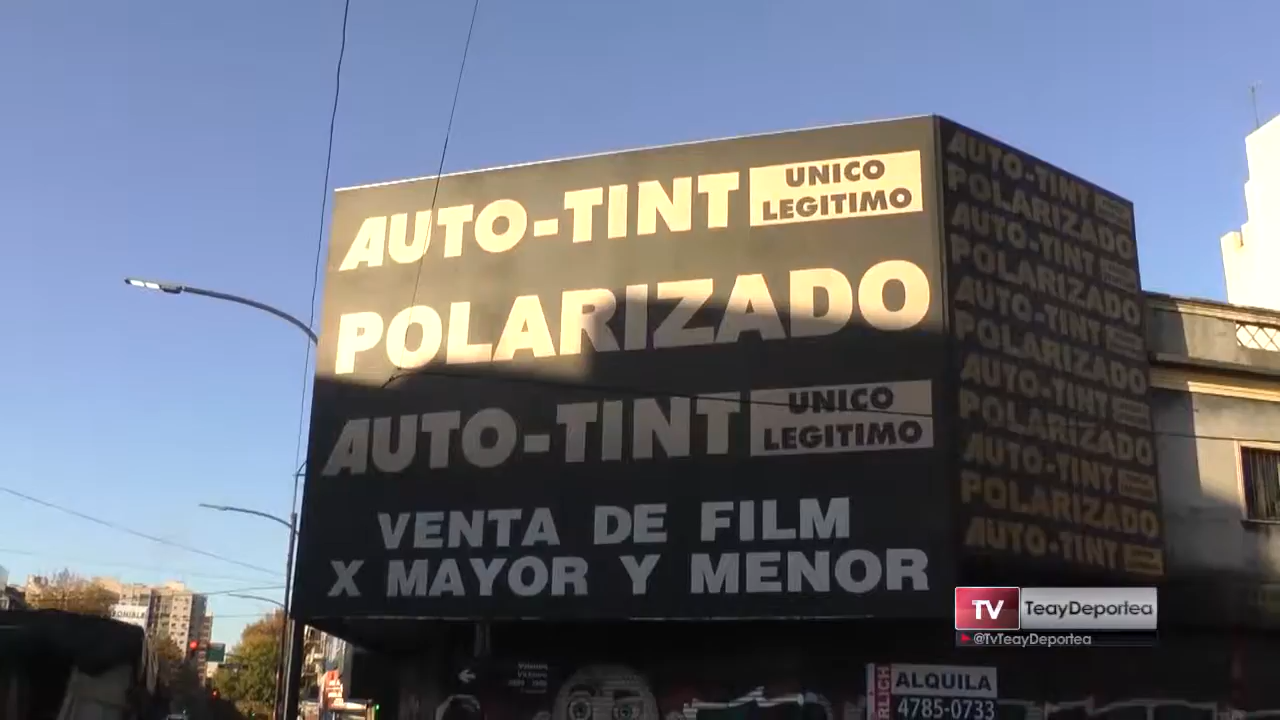 AUTO-TINT UNICO LEGITIMO
POLARIZADO
AUTO-TINT UNICO LEGITIMO
VENTA DE FILM
X MAYOR Y MENOR
AUTO-TINT
POLARIZADO
AUTO-TINT
POLARIZADO
AUTO-TINT
POLARIZADO
AUTO-TINT
POLARIZADO
AUTO-TINT
POLARIZADO
AUTO-TINT
TV TeayDeportea
@TvTeayDeportea
ALQUILA
4785-0733